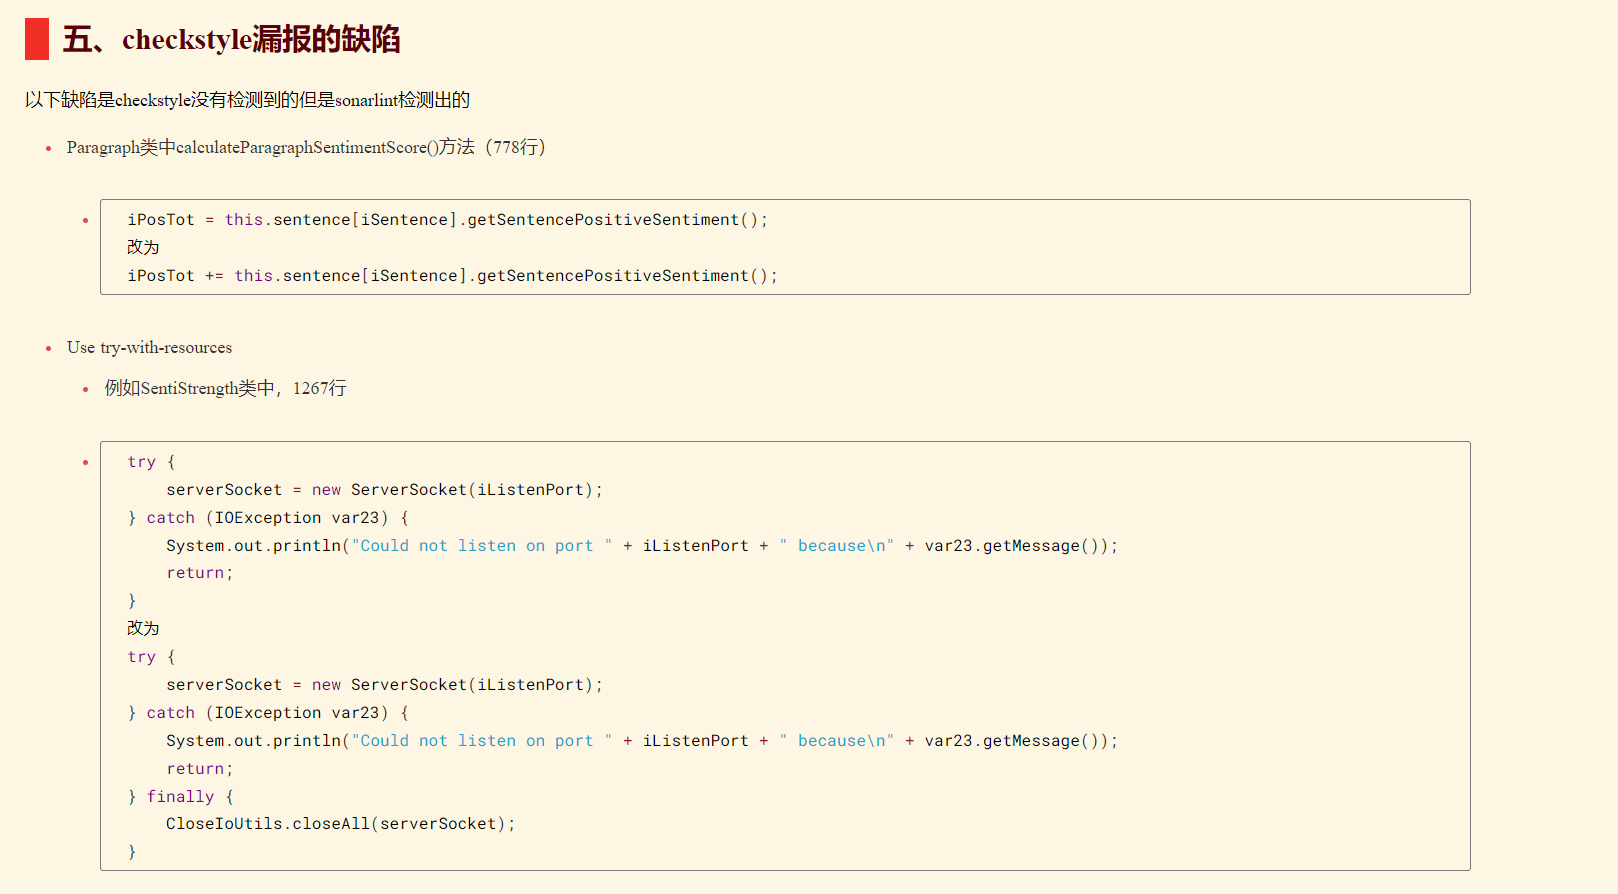 五、checkstyle漏报的缺陷
以下缺陷是checkstyle没有检测到的但是sonarlint检测出的
Paragraph类中calculateParagraphSentimentScore()方法（778行）
iPosTot = this.sentence[iSentence].getSentencePositiveSentiment();
改为
iPosTot += this.sentence[iSentence].getSentencePositiveSentiment();
Use try-with-resources
例如SentiStrength类中，1267行
try {
    serverSocket = new ServerSocket(iListenPort);
} catch (IOException var23) {
    System.out.println("Could not listen on port " + iListenPort + " because\n" + var23.getMessage());
    return;
}
改为
try {
    serverSocket = new ServerSocket(iListenPort);
} catch (IOException var23) {
    System.out.println("Could not listen on port " + iListenPort + " because\n" + var23.getMessage());
    return;
} finally {
    CloseIoUtils.closeAll(serverSocket);
}